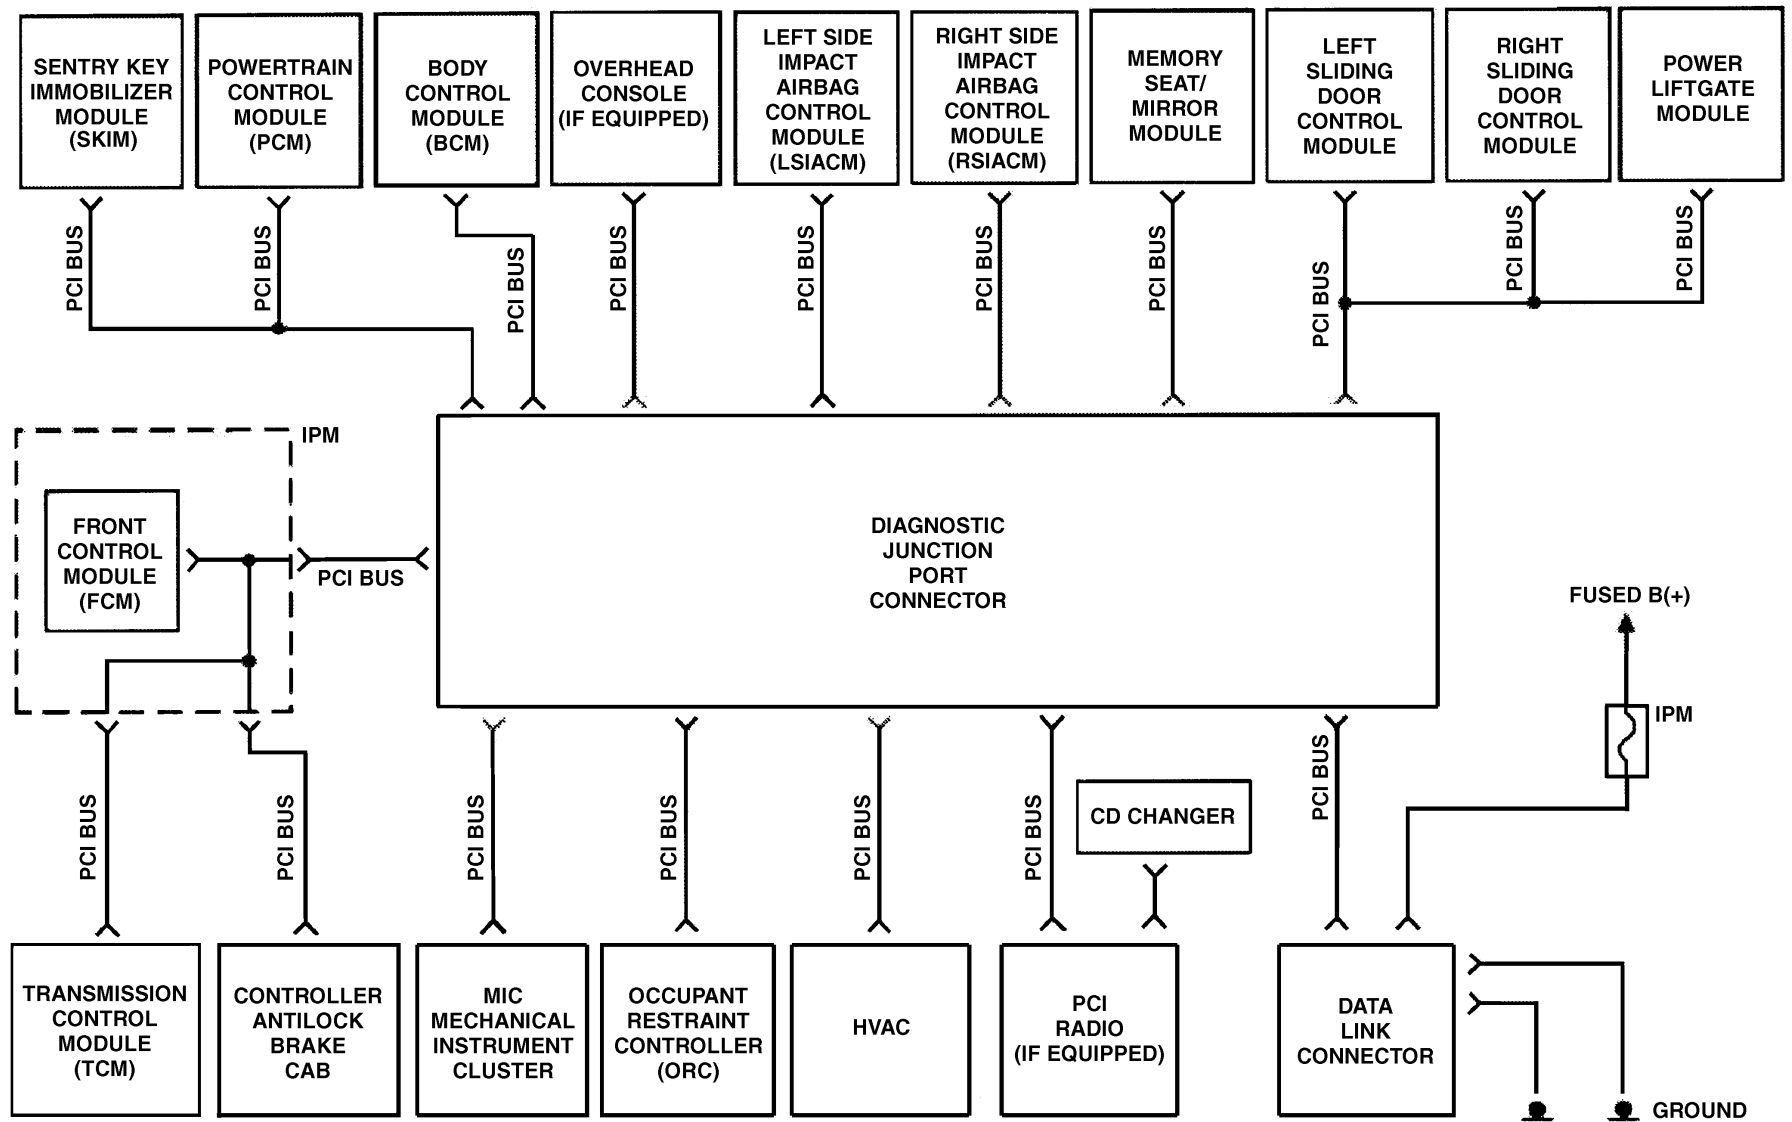 SENTRY KEY
IMMOBILIZER
MODULE
(SKIM)
POWERTRAIN
CONTROL
MODULE
(PCM)
BODY
CONTROL
MODULE
(BCM)
OVERHEAD
CONSOLE
(IF EQUIPPED)
LEFT SIDE
IMPACT
AIRBAG
CONTROL
MODULE
(LSIACM)
RIGHT SIDE
IMPACT
AIRBAG
CONTROL
MODULE
(RSIACM)
MEMORY
SEAT/
MIRROR
MODULE
LEFT
SLIDING
DOOR
CONTROL
MODULE
RIGHT
SLIDING
DOOR
CONTROL
MODULE
POWER
LIFTGATE
MODULE
PCI BUS
PCI BUS
PCI BUS
PCI BUS
PCI BUS
PCI BUS
PCI BUS
PCI BUS
PCI BUS
PCI BUS
IPM
FRONT
CONTROL
MODULE
(FCM)
PCI BUS
DIAGNOSTIC
JUNCTION
PORT
CONNECTOR
FUSED B(+)
IPM
PCI BUS
PCI BUS
PCI BUS
PCI BUS
PCI BUS
PCI BUS
PCI BUS
CD CHANGER
TRANSMISSION
CONTROL
MODULE
(TCM)
CONTROLLER
ANTILOCK
BRAKE
CAB
MIC
MECHANICAL
INSTRUMENT
CLUSTER
OCCUPANT
RESTRAINT
CONTROLLER
(ORC)
HVAC
PCI
RADIO
(IF EQUIPPED)
DATA
LINK
CONNECTOR
GROUND